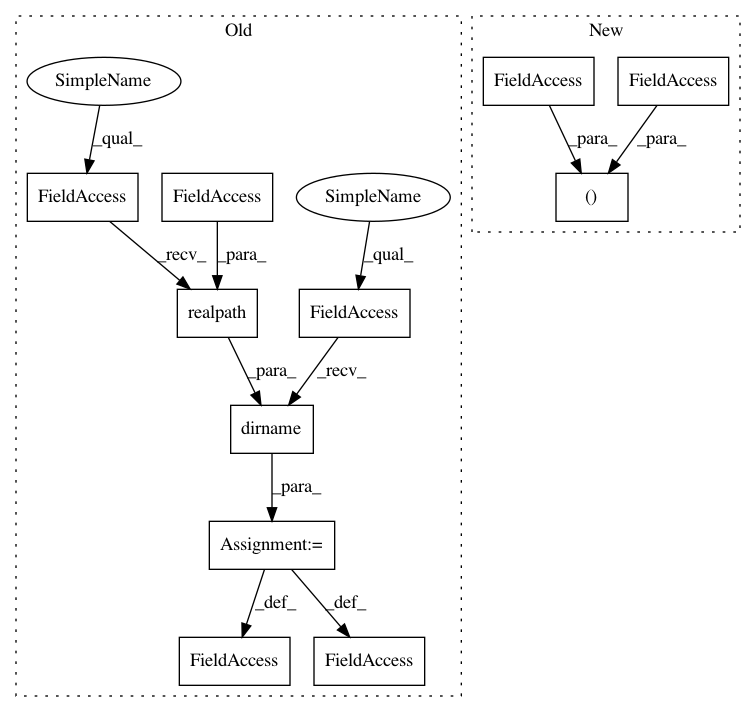 Old
New
SimpleName
FieldAccess
FieldAccess
_qual_
_para_
_para_
FieldAccess
FieldAccess
SimpleName
()
_recv_
_para_
_qual_
realpath
FieldAccess
_para_
_recv_
dirname
_para_
Assignment:=
_def_
_def_
FieldAccess
FieldAccess